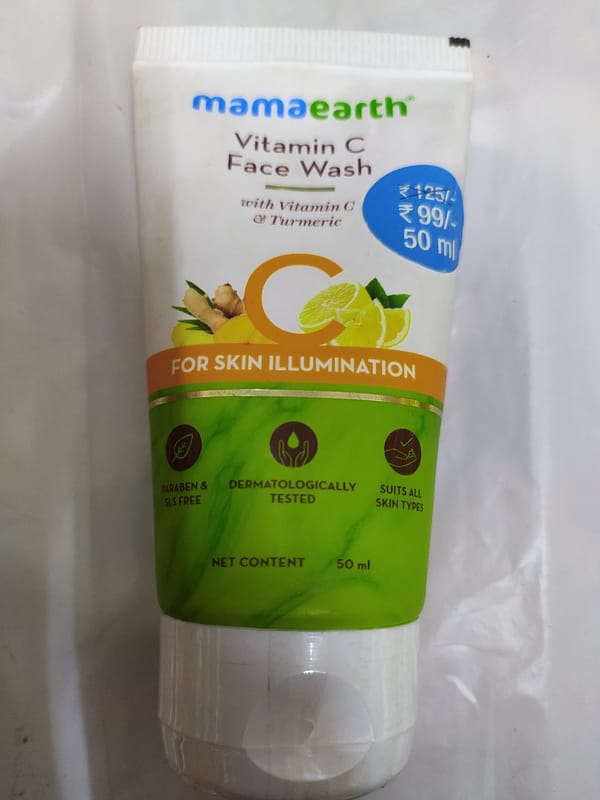 mamaearth®
Vitamin C
Face Wash
with Vitamin C
& Turmeric
₹ 125/-
₹ 99/-
50 ml
C
FOR SKIN ILLUMINATION
PARABEN &
SLS FREE
DERMATOLOGICALLY
TESTED
SUITS ALL
SKIN TYPES
NET CONTENT 50 ml